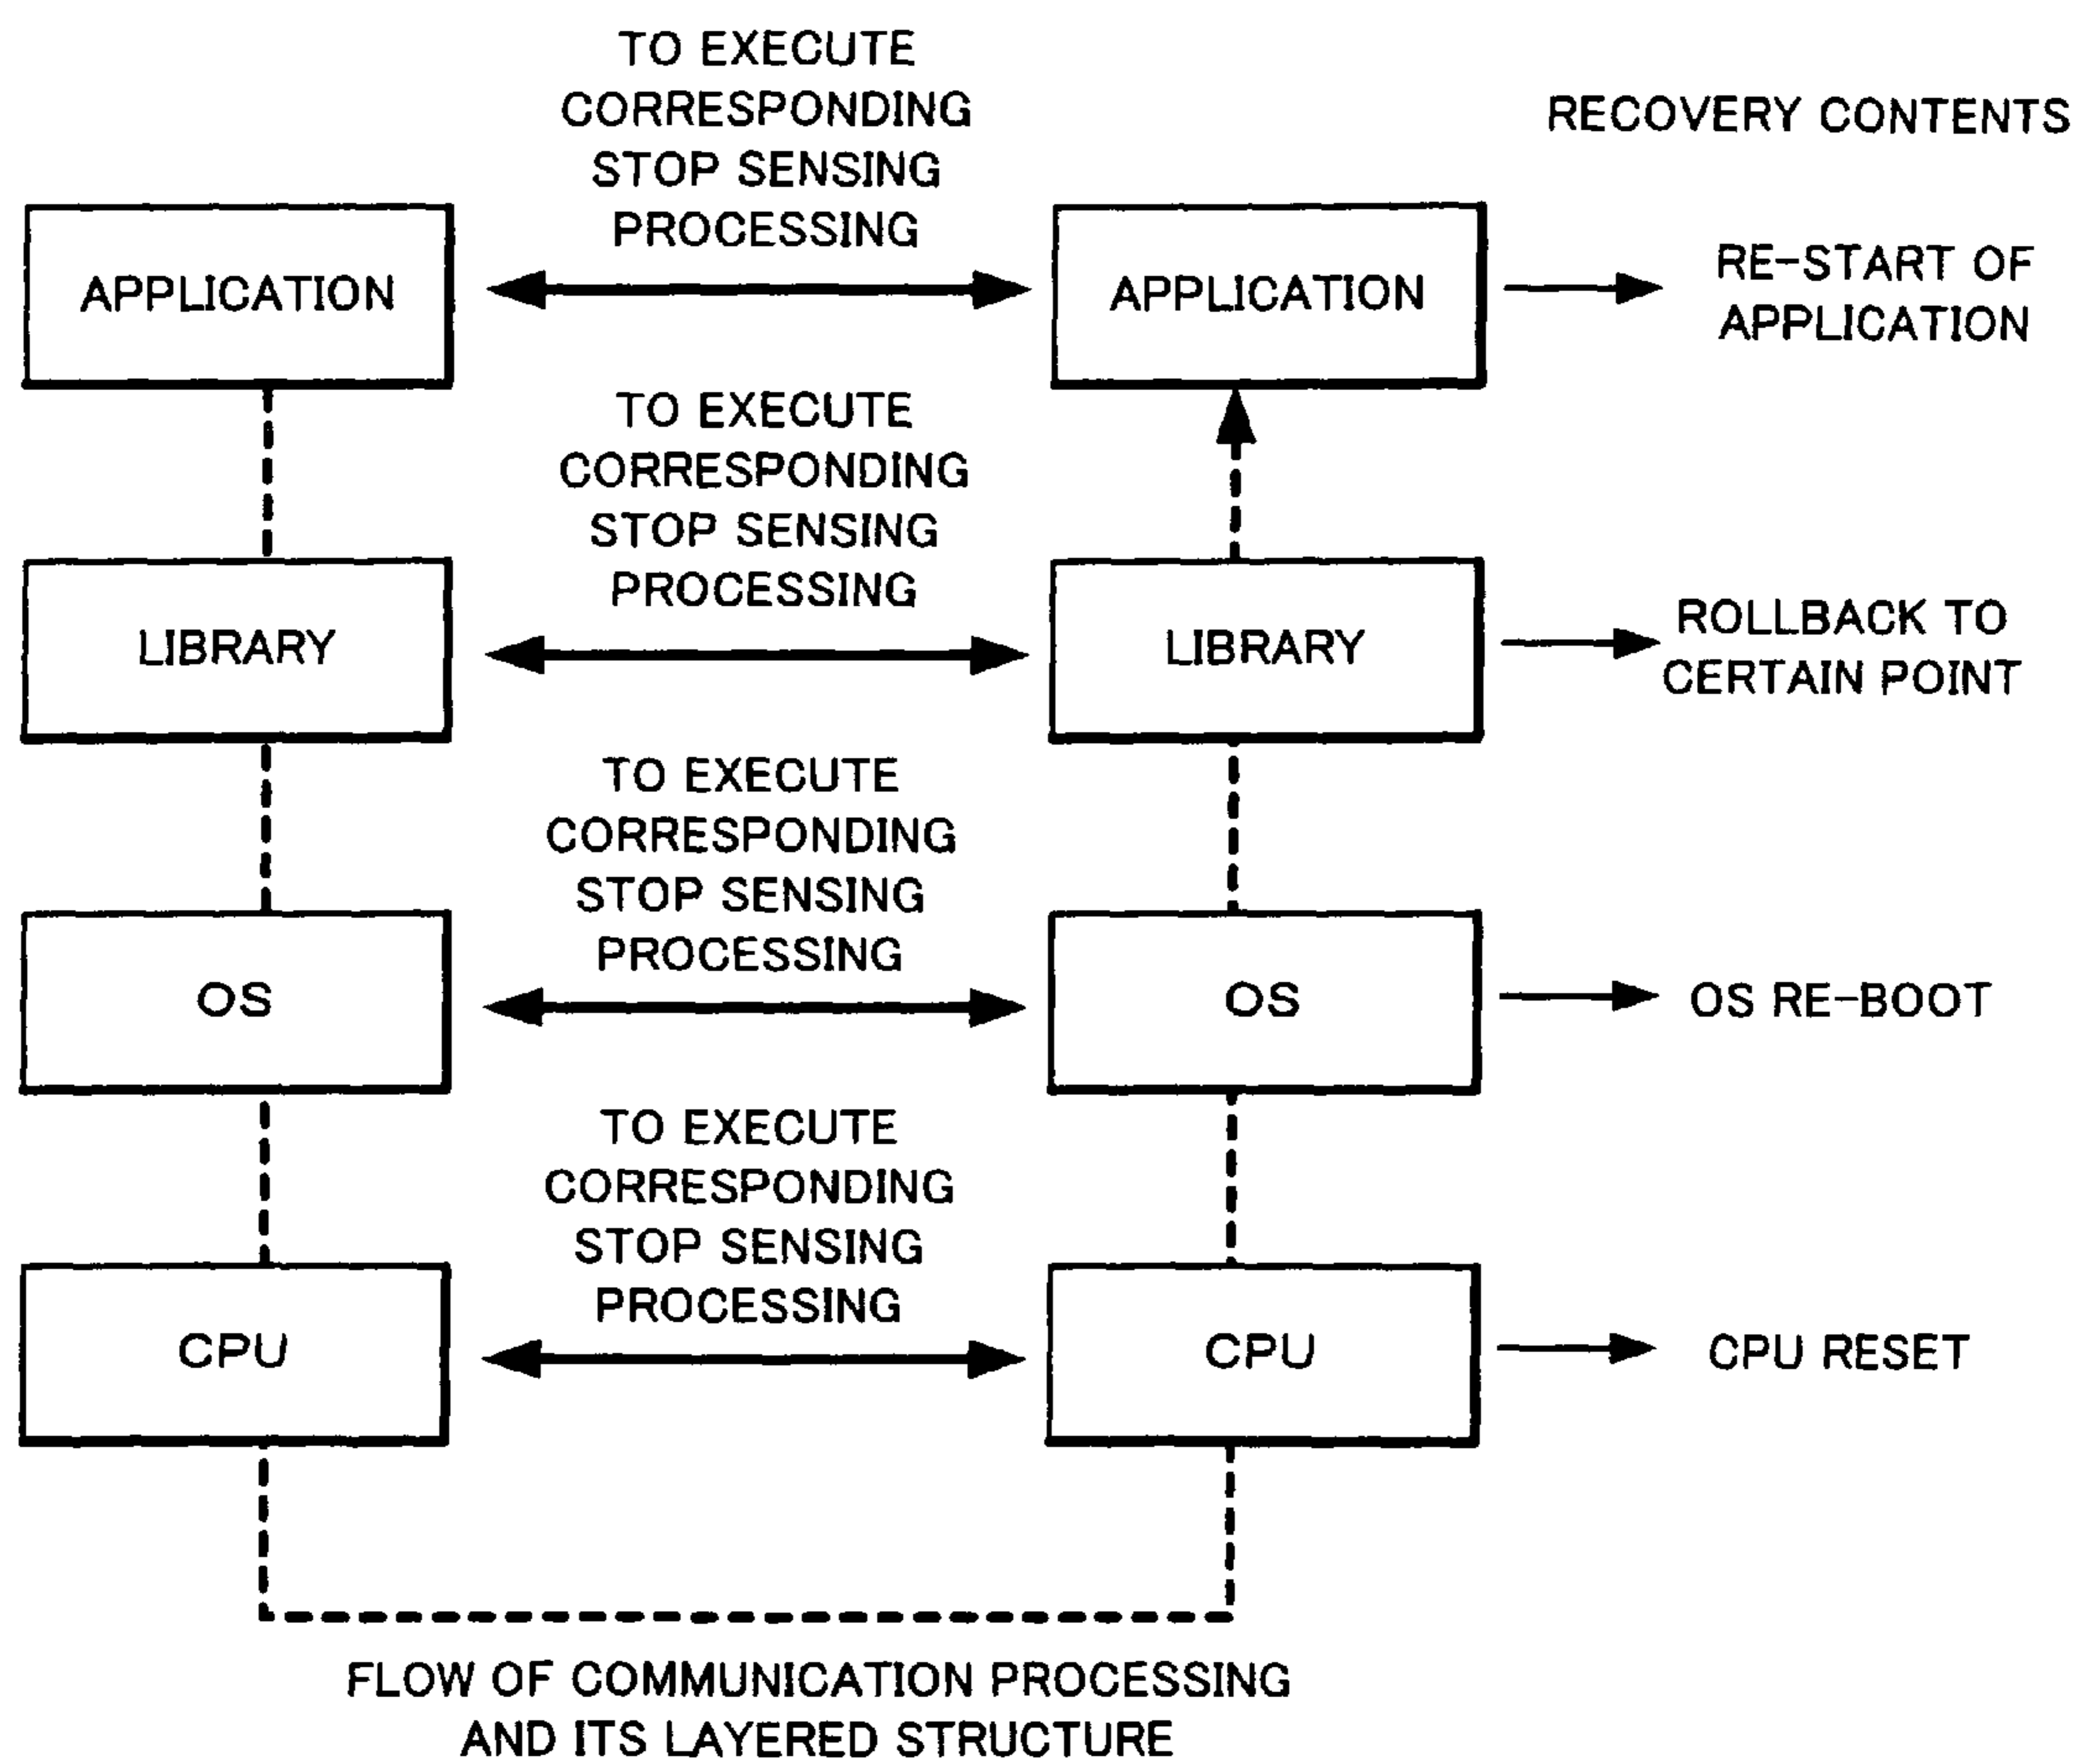 TO EXECUTE
CORRESPONDING
STOP SENSING
PROCESSING
RECOVERY CONTENTS
APPLICATION
APPLICATION
RE-START OF
APPLICATION
TO EXECUTE
CORRESPONDING
STOP SENSING
PROCESSING
LIBRARY
LIBRARY
ROLLBACK TO
CERTAIN POINT
TO EXECUTE
CORRESPONDING
STOP SENSING
PROCESSING
OS
OS
OS RE-BOOT
TO EXECUTE
CORRESPONDING
STOP SENSING
PROCESSING
CPU
CPU
CPU RESET
FLOW OF COMMUNICATION PROCESSING
AND ITS LAYERED STRUCTURE